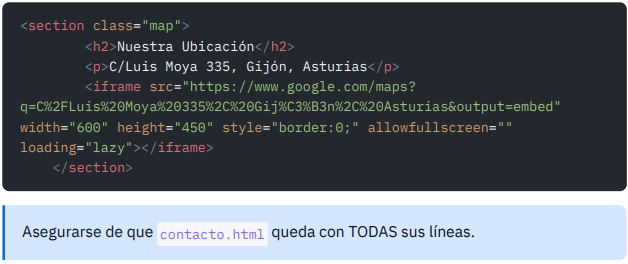 <section class="map">
<h2>Nuestra Ubicación</h2>
<p>C/Luis Moya 335, Gijón, Asturias</p>
<iframe src="https://www.google.com/maps?
q=C%2FLuis%20Moya%20335%2C%20Gij%C3%B3n%2C%20Asturias&output=embed"
width="600" height="450" style="border:0;" allowfullscreen=""
loading="lazy"></iframe>
</section>
Asegurarse de que contacto.html queda con TODAS sus líneas.